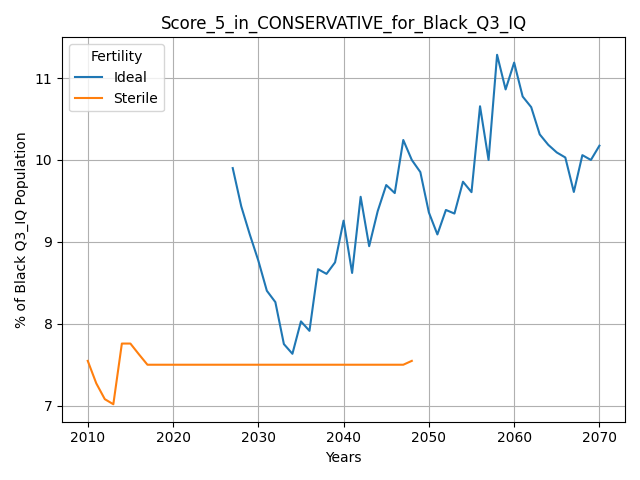 Score_5_in_CONSERVATIVE_for_Black_Q3_IQ
Fertility
Ideal
Sterile
% of Black Q3_IQ Population
11
10
9
8
7
2010 2020 2030 2040 2050 2060 2070
Years